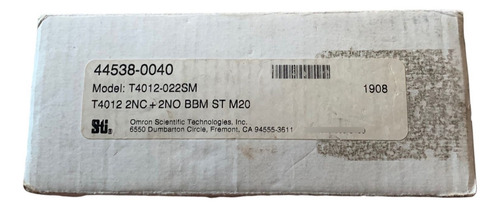 44538-0040
Model: T4012-022SM
1908
T4012 2NC + 2NO BBM ST M20
Sti
Omron Scientific Technologies, Inc.
6550 Dumbarton Circle, Fremont, CA 94555-3611